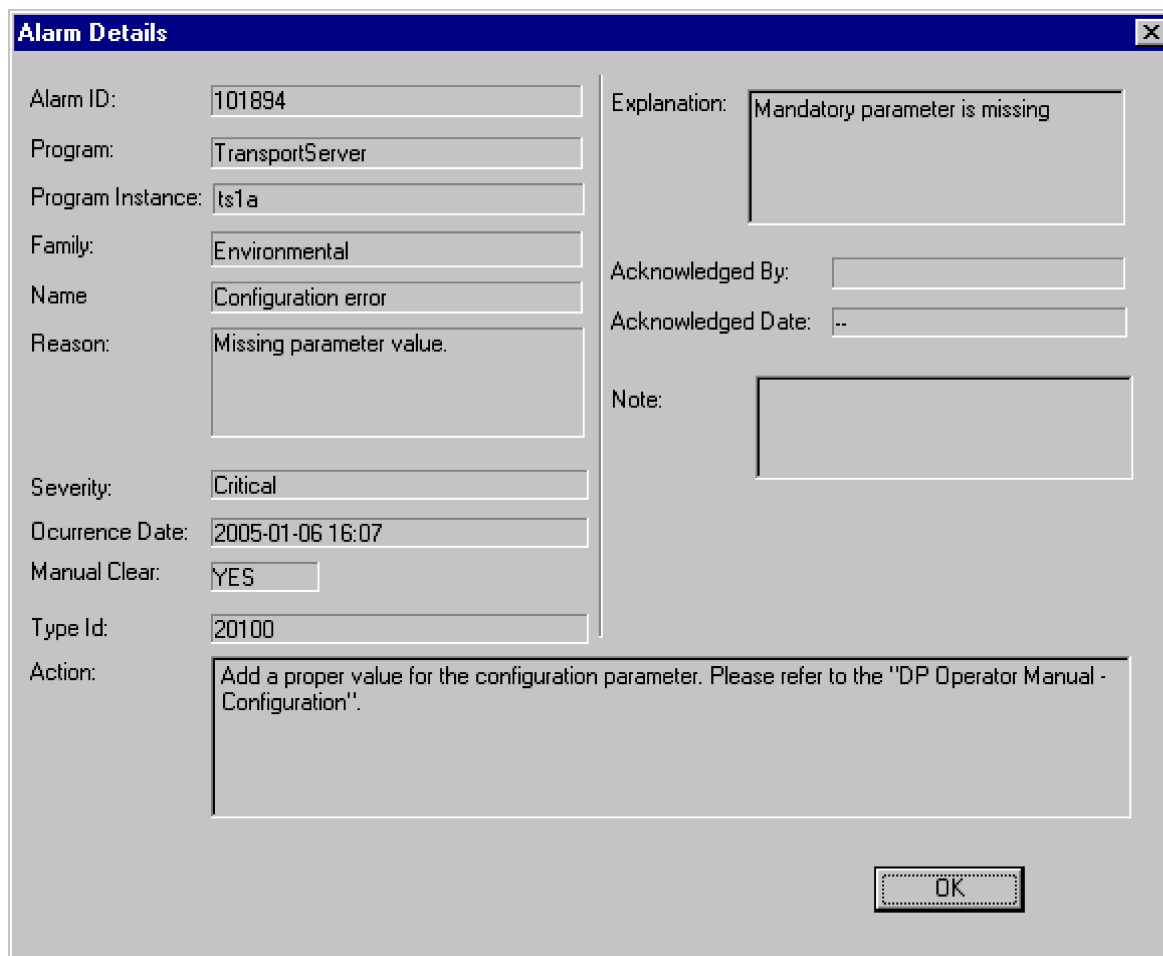 Alarm Details
Alarm ID: 101894
Program: TransportServer
Program Instance: ts1a
Family: Environmental
Name Configuration error
Reason: Missing parameter value.
Severity: Critical
Ocurrence Date: 2005-01-06 16:07
Manual Clear: YES
Type Id: 20100
Explanation: Mandatory parameter is missing
Acknowledged By:
Acknowledged Date: --
Note:
Action: Add a proper value for the configuration parameter. Please refer to the "DP Operator Manual -
Configuration".
OK